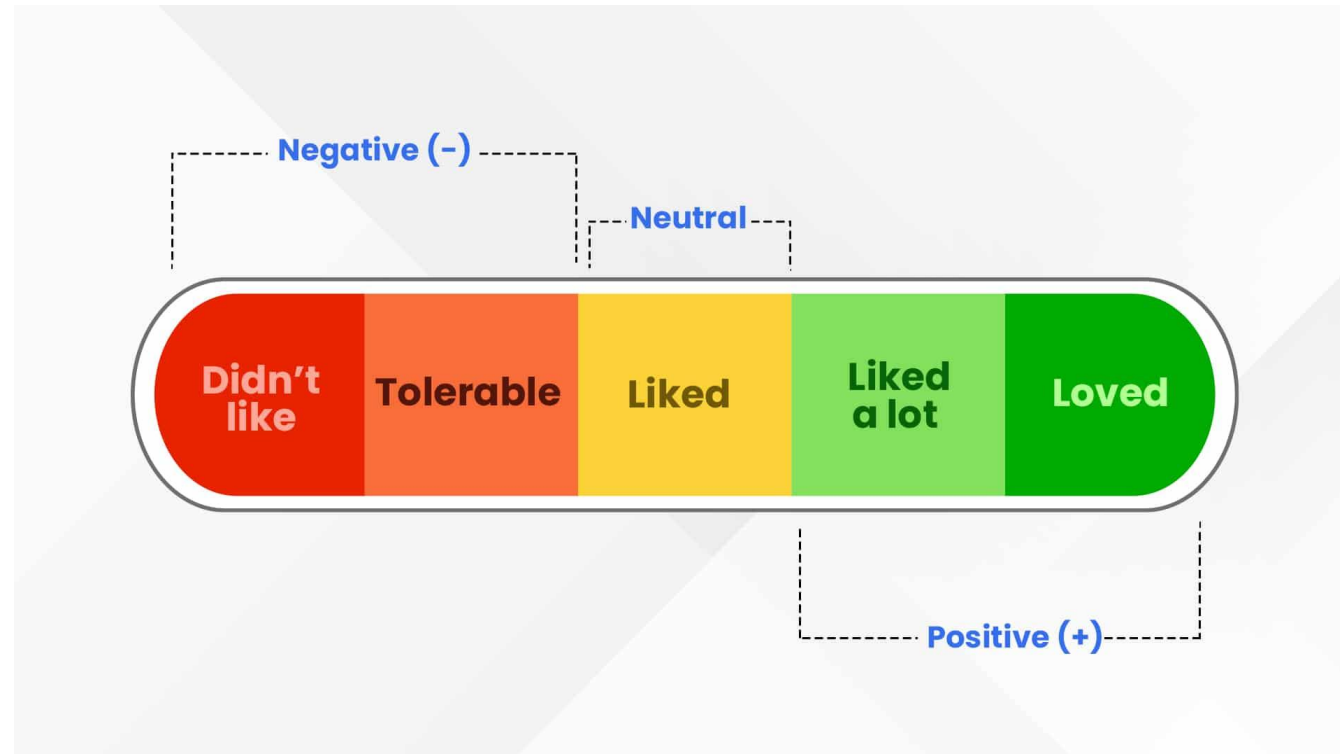 Negative (-)
Neutral
Didn't
like
Tolerable
Liked
Liked
a lot
Loved
Positive (+)